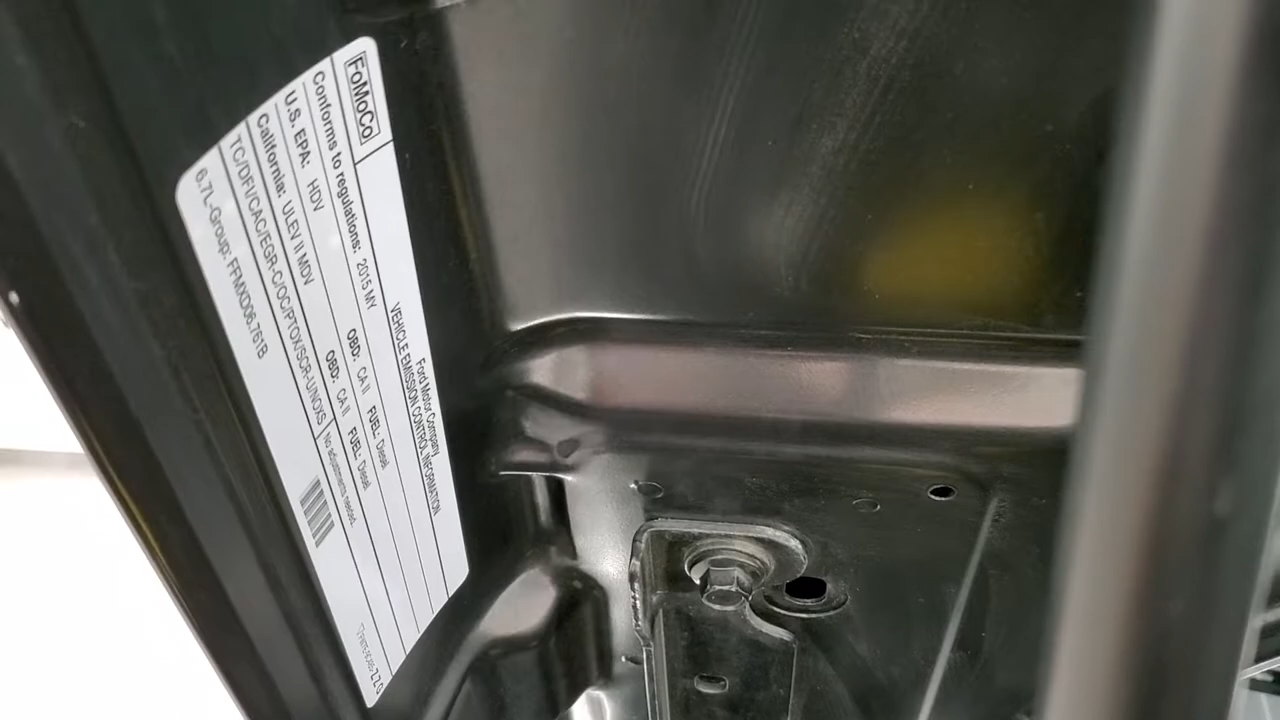 FoMoCo
Ford Motor Company
VEHICLE EMISSION CONTROL INFORMATION
Conforms to regulations: 2015 MY
U.S. EPA: HDV OBD: CA II FUEL: Diesel
California: ULEV II MDV OBD: CA II FUEL: Diesel
TC/DFI/CAC/EGR-C/OC/PTOX/SCR-U/NOXS No adjustments needed.
6.7L-Group: FFMXD06.761B